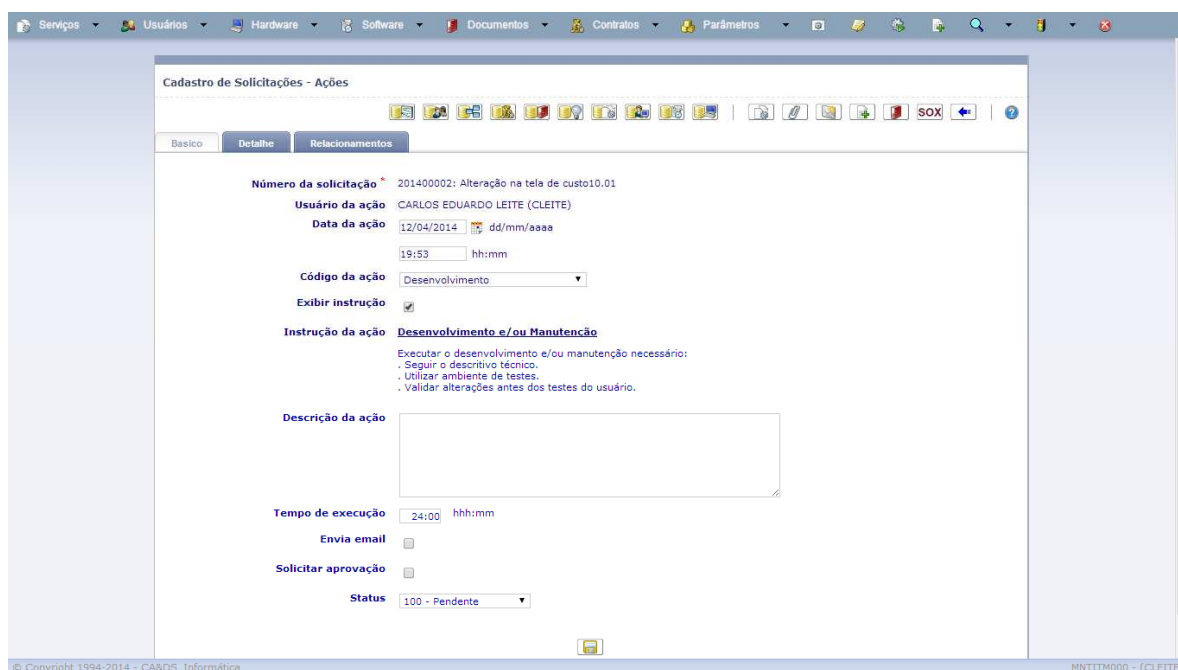 Serviços Usuários Hardware Software Documentos Contratos Parâmetros
Cadastro de Solicitações - Ações
SOX
Basico Detalhe Relacionamentos
Número da solicitação * 201400002: Alteração na tela de custo10.01
Usuário da ação CARLOS EDUARDO LEITE (CLEITE)
Data da ação 12/04/2014 dd/mm/aaaa
19:53 hh:mm
Código da ação Desenvolvimento
Exibir instrução
Instrução da ação Desenvolvimento e/ou Manutenção
Executar o desenvolvimento e/ou manutenção necessário:
. Seguir o descritivo técnico.
. Utilizar ambiente de testes.
. Validar alterações antes dos testes do usuário.
Descrição da ação
Tempo de execução 24:00 hhh:mm
Envia email
Solicitar aprovação
Status 100 - Pendente
© Copyright 1994-2014 - CA&DS Informática MNTITM000 - (CLEITE